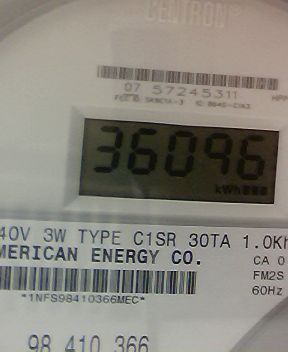 CENTRON®
07 57245311
36096
kWh
40V 3W TYPE C1SR 30TA 1.0Kh
MERICAN ENERGY CO.
CA 0
FM2S
60Hz
*1NFS98410366MEC*
98 410 366